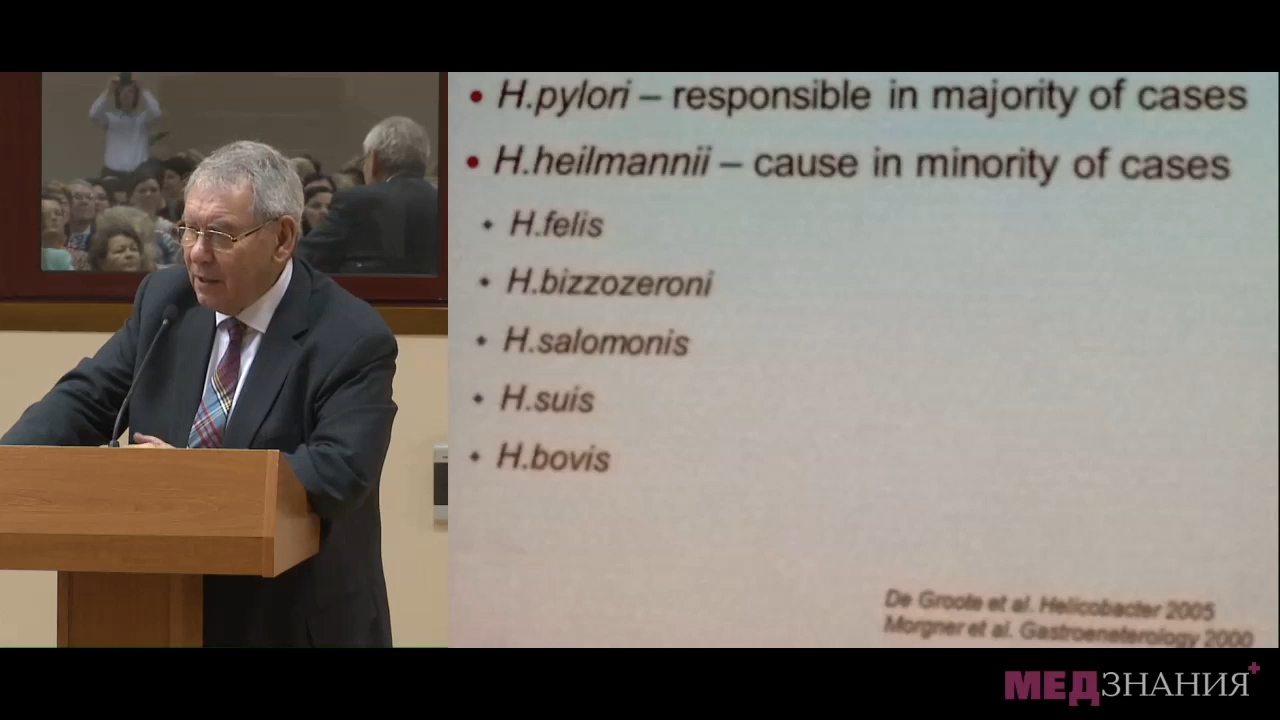 • H.pylori – responsible in majority of cases
• H.heilmannii – cause in minority of cases
• H.felis
• H.bizzozeroni
• H.salomonis
• H.suis
• H.bovis
De Groote et al. Helicobacter 2005
Morgner et al. Gastroeneterology 2000
МЕДЗНАНИЯ+